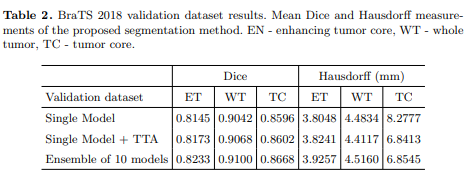 Table 2. BraTS 2018 validation dataset results. Mean Dice and Hausdorff measure-
ments of the proposed segmentation method. EN - enhancing tumor core, WT - whole
tumor, TC - tumor core.
Dice Hausdorff (mm)
Validation dataset ET WT TC ET WT TC
Single Model 0.8145 0.9042 0.8596 3.8048 4.4834 8.2777
Single Model + TTA 0.8173 0.9068 0.8602 3.8241 4.4117 6.8413
Ensemble of 10 models 0.8233 0.9100 0.8668 3.9257 4.5160 6.8545